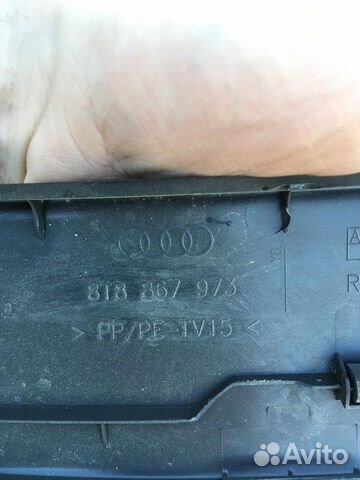 8T8 867 973
> PP/PE-TV15 <
A
R
Avito